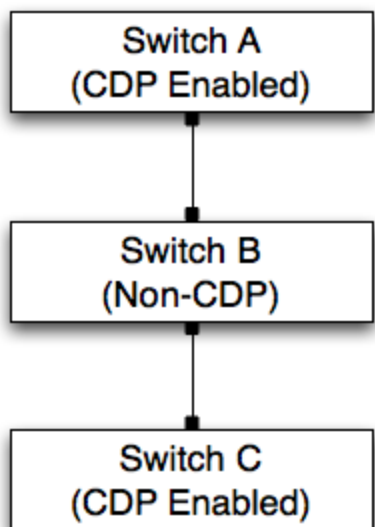 Switch A
(CDP Enabled)
Switch B
(Non-CDP)
Switch C
(CDP Enabled)